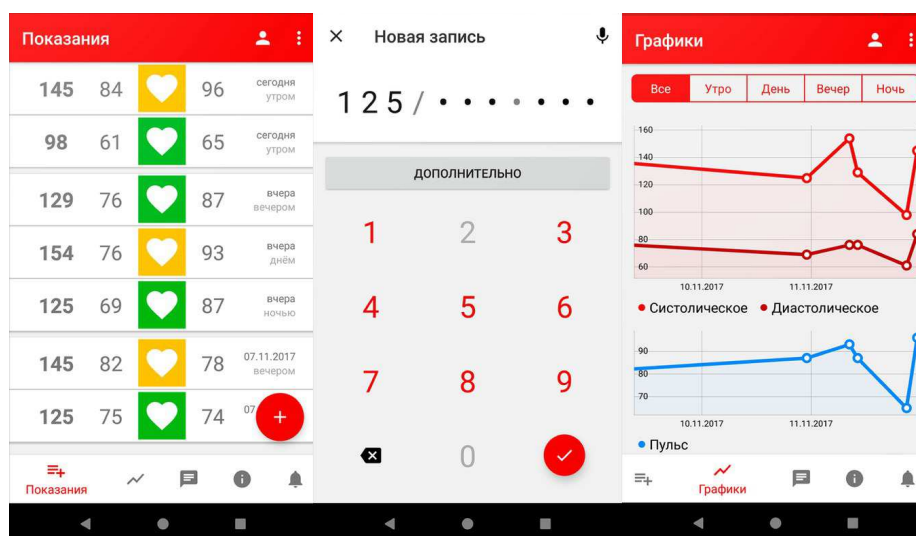 Показания
145 84 96 сегодня
утром
98 61 65 сегодня
утром
129 76 87 вчера
вечером
154 76 93 вчера
днём
125 69 87 вчера
ночью
145 82 78 07.11.2017
вечером
125 75 74 07
+
Показания
Новая запись
125/
ДОПОЛНИТЕЛЬНО
1 2 3
4 5 6
7 8 9
0
Графики
Все Утро День Вечер Ночь
160
140
120
100
80
60
10.11.2017 11.11.2017
Систолическое Диастолическое
90
80
70
10.11.2017 11.11.2017
Пульс
Графики